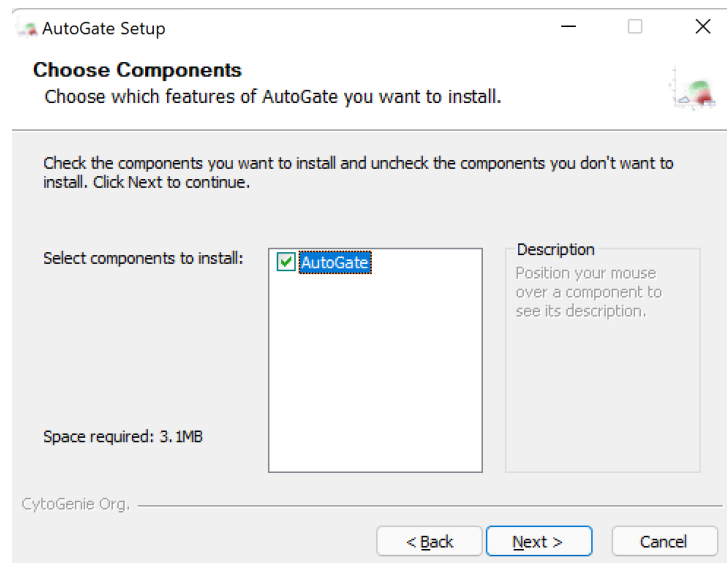 AutoGate Setup
Choose Components
Choose which features of AutoGate you want to install.
Check the components you want to install and uncheck the components you don't want to
install. Click Next to continue.
Select components to install:
AutoGate
Description
Position your mouse
over a component to
see its description.
Space required: 3.1MB
CytoGenie Org.
< Back
Next >
Cancel